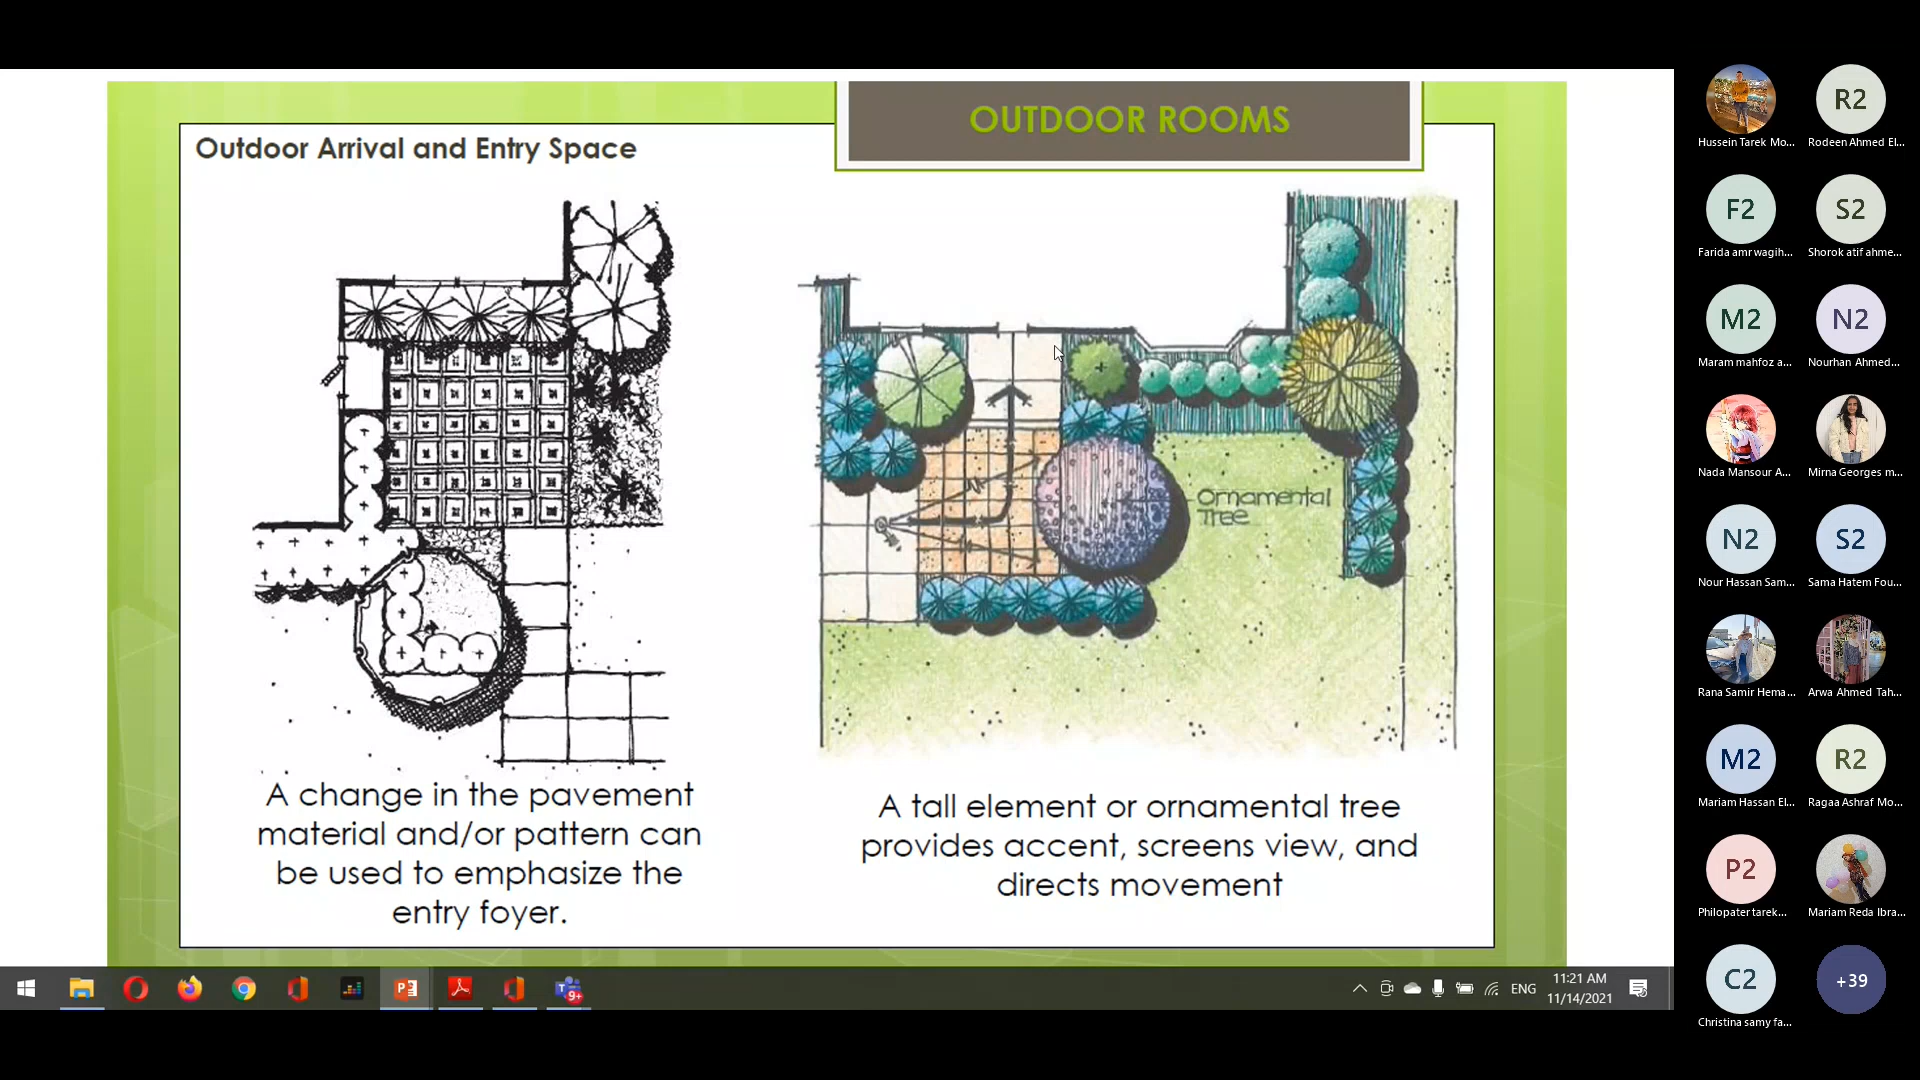 OUTDOOR ROOMS
Outdoor Arrival and Entry Space
Ornamental
Tree
A change in the pavement
material and/or pattern can
be used to emphasize the
entry foyer.
A tall element or ornamental tree
provides accent, screens view, and
directs movement
R2
Hussein Tarek Mo...
Rodeen Ahmed El...
F2
S2
Farida amr wagih...
Shorok atif ahme...
M2
N2
Maram mahfoz a...
Nourhan Ahmed...
Nada Mansour A...
Mirna Georges m...
N2
S2
Nour Hassan Sam...
Sama Hatem Fou...
Rana Samir Hema...
Arwa Ahmed Tah...
M2
R2
Mariam Hassan El...
Ragaa Ashraf Mo...
P2
Philopater tarek...
Mariam Reda Ibra...
C2
+39
Christina samy fa...
9+
ENG
11:21 AM
11/14/2021